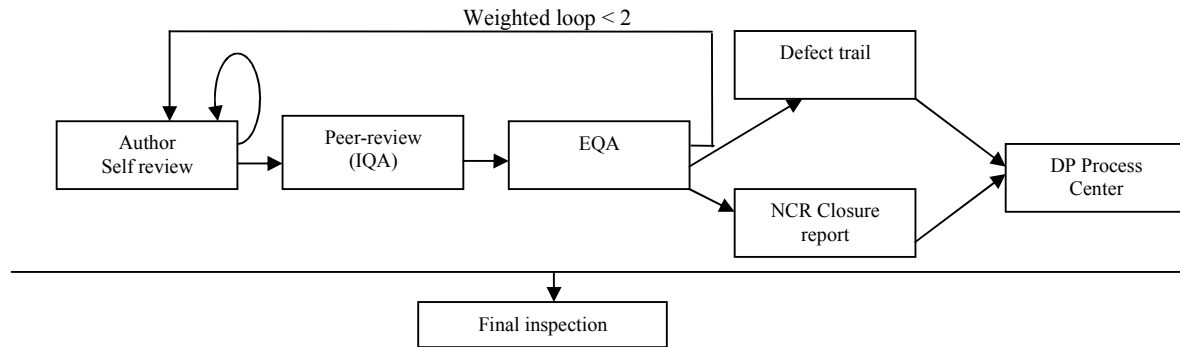 Weighted loop < 2
Defect trail
Author
Self review
Peer-review
(IQA)
EQA
DP Process
Center
NCR Closure
report
Final inspection